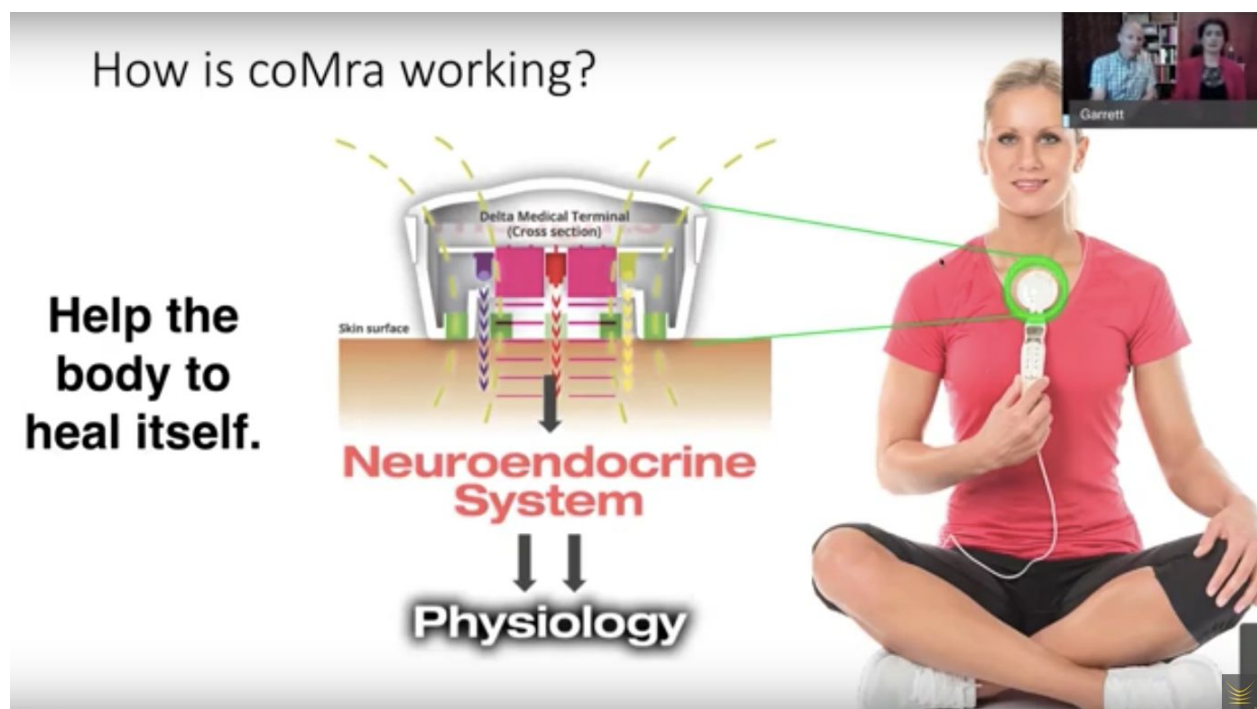 How is coMra working?
Garrett
Delta Medical Terminal
(Cross section)
Skin surface
Help the
body to
heal itself.
Neuroendocrine
System
Physiology